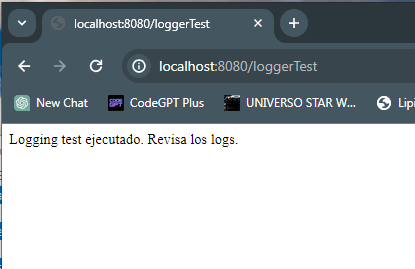 localhost:8080/loggerTest
localhost:8080/loggerTest
New Chat
CodeGPT Plus
UNIVERSO STAR W...
Lipi
Logging test ejecutado. Revisa los logs.